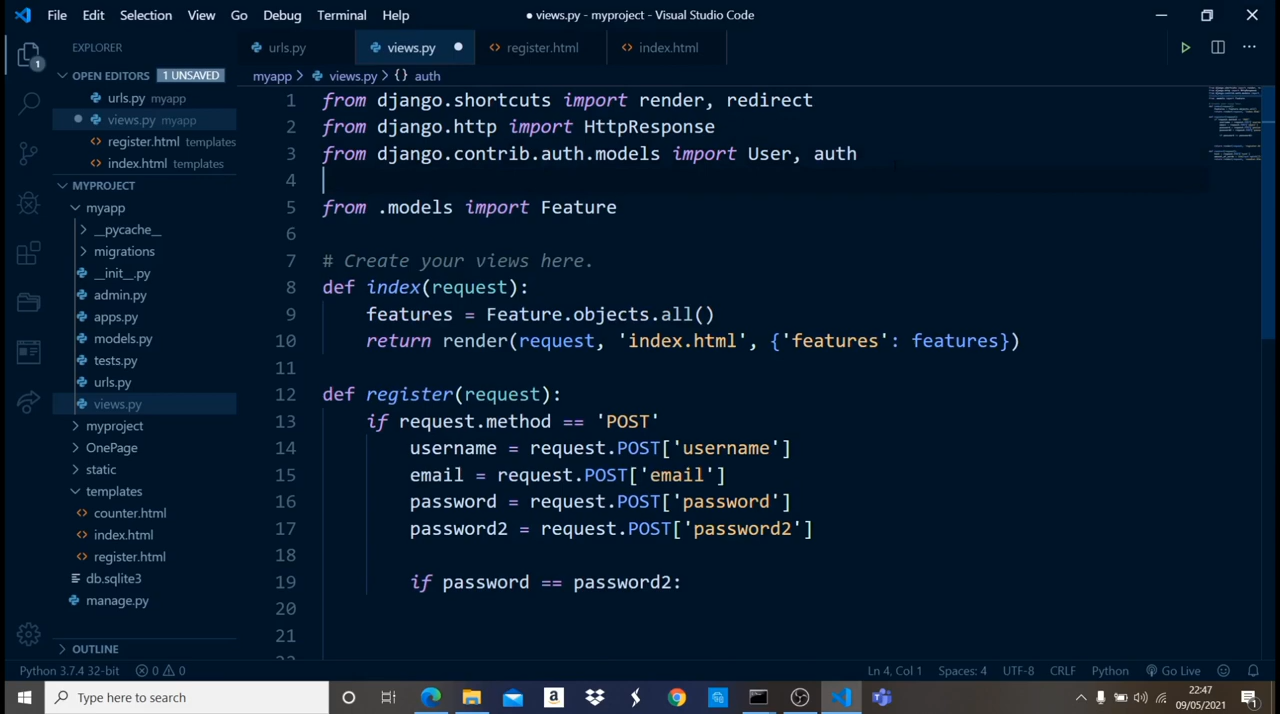 File Edit Selection View Go Debug Terminal Help
● views.py - myproject - Visual Studio Code
EXPLORER
OPEN EDITORS 1 UNSAVED
urls.py myapp
views.py myapp
register.html templates
index.html templates
MYPROJECT
myapp
__pycache__
migrations
__init__.py
admin.py
apps.py
models.py
tests.py
urls.py
views.py
myproject
OnePage
static
templates
counter.html
index.html
register.html
db.sqlite3
manage.py
OUTLINE
1
urls.py views.py register.html index.html
myapp > views.py > {} auth
1 from django.shortcuts import render, redirect
2 from django.http import HttpResponse
3 from django.contrib.auth.models import User, auth
4
5 from .models import Feature
6
7 # Create your views here.
8 def index(request):
9 features = Feature.objects.all()
10 return render(request, 'index.html', {'features': features})
11
12 def register(request):
13 if request.method == 'POST'
14 username = request.POST['username']
15 email = request.POST['email']
16 password = request.POST['password']
17 password2 = request.POST['password2']
18
19 if password == password2:
20
21
Python 3.7.4 32-bit 0 0 Ln 4, Col 1 Spaces: 4 UTF-8 CRLF Python Go Live
Type here to search
22:47
09/05/2021
1